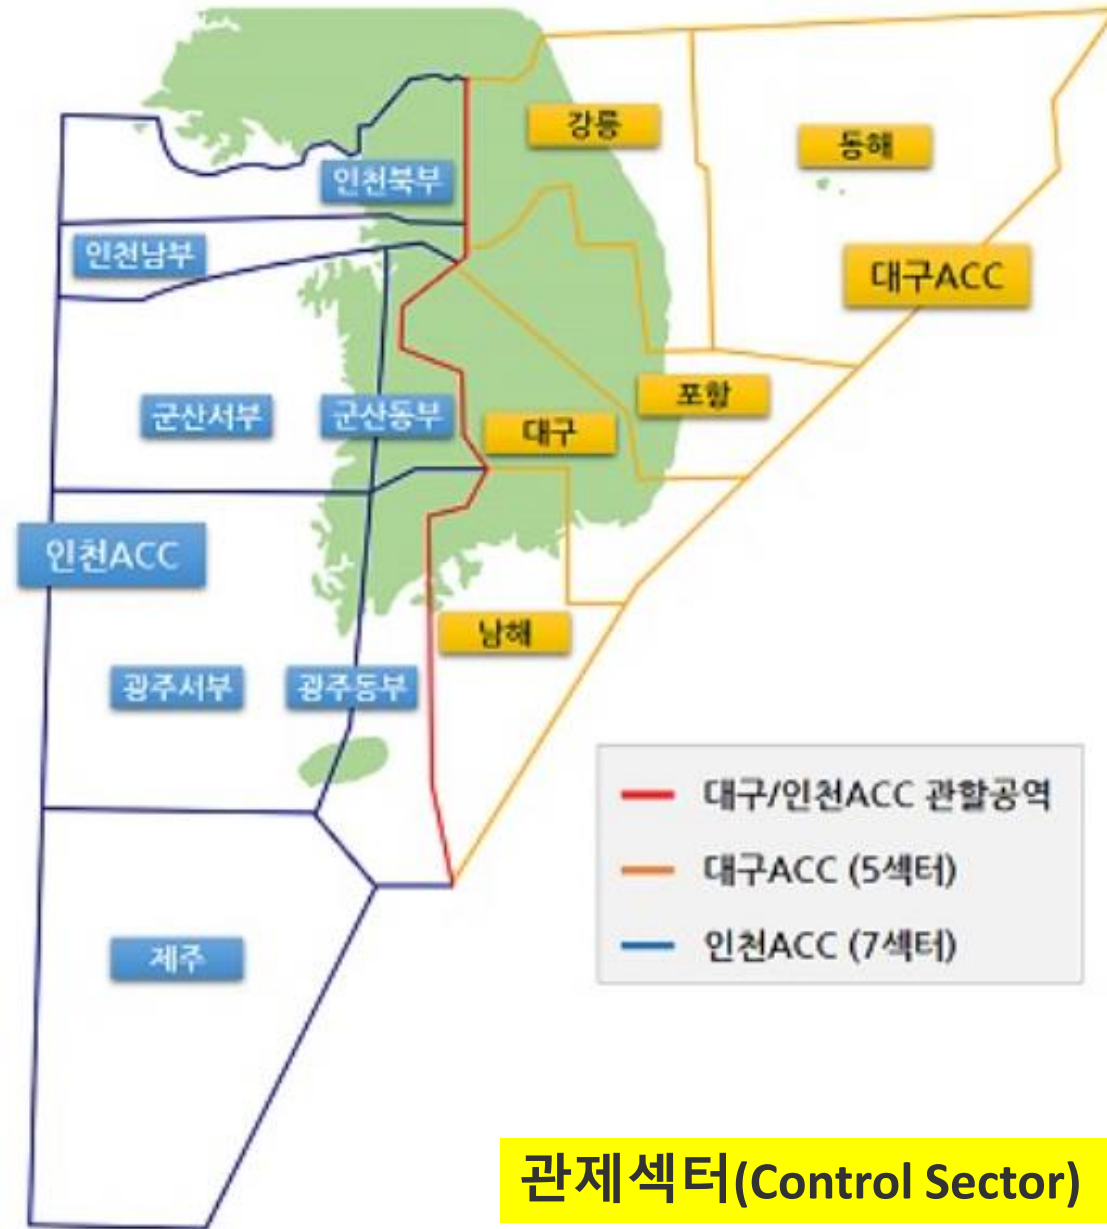 강릉
동해
인천북부
인천남부
대구ACC
포항
군산서부
군산동부
대구
인천ACC
남해
광주서부
광주동부
대구/인천ACC 관할공역
대구ACC (5섹터)
인천ACC (7섹터)
제주
관제섹터(Control Sector)